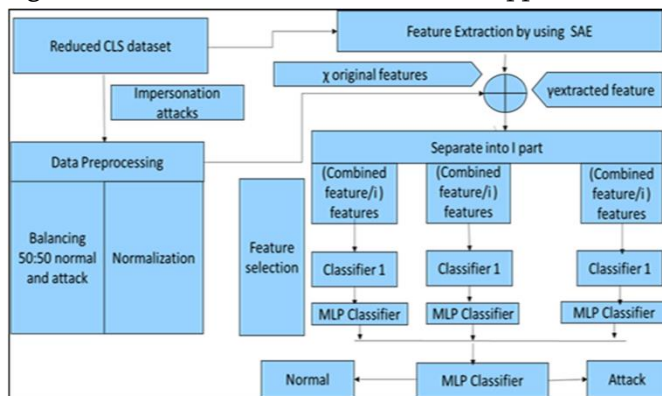 Reduced CLS dataset
Feature Extraction by using SAE
χ original features
γextracted feature
Impersonation
attacks
Data Preprocessing
Balancing
50:50 normal
and attack
Normalization
Separate into I part
Feature
selection
(Combined
feature/i)
features
(Combined
feature/i)
features
(Combined
feature/i)
features
Classifier 1
Classifier 1
Classifier 1
MLP Classifier
MLP Classifier
MLP Classifier
Normal
MLP Classifier
Attack